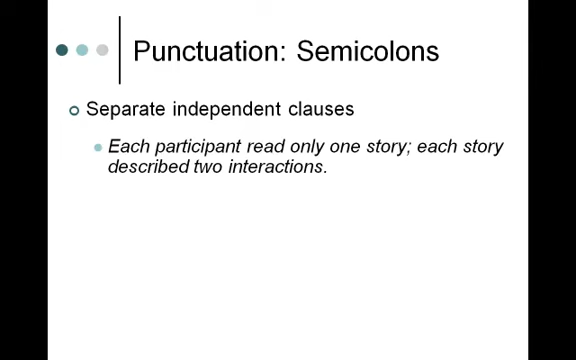 Punctuation: Semicolons
Separate independent clauses
Each participant read only one story; each story
described two interactions.